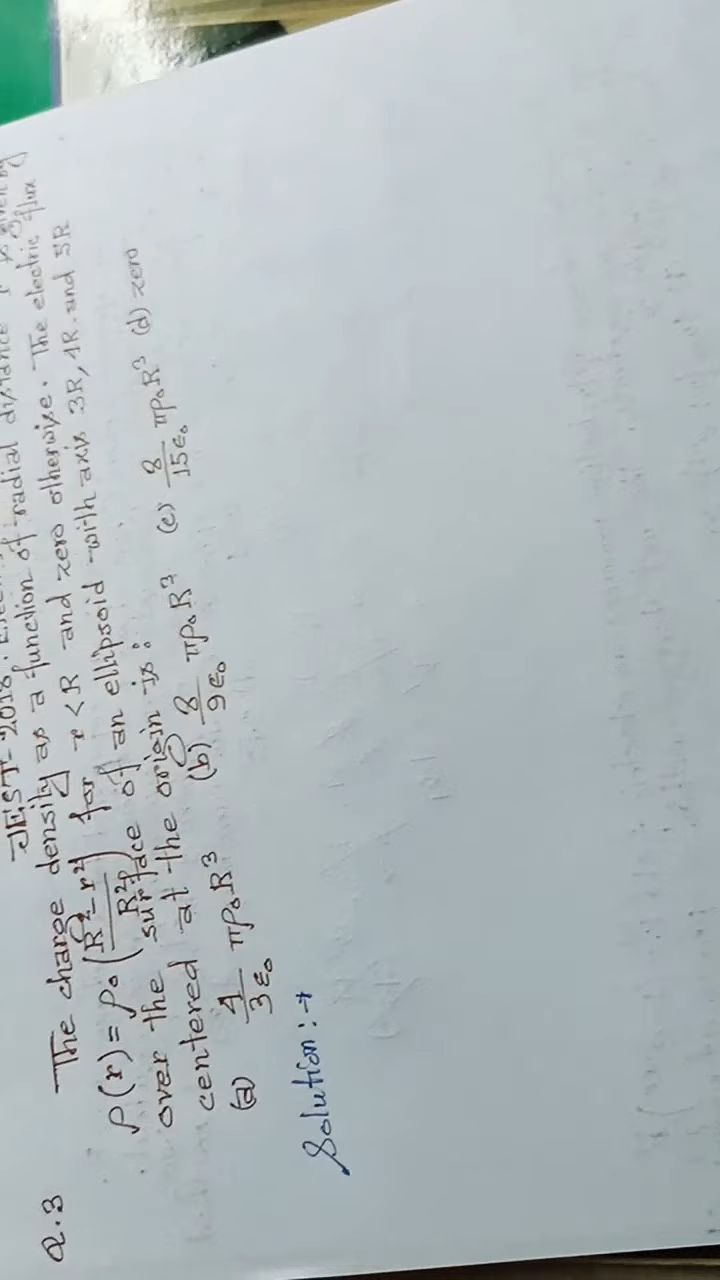 JEST-2018
Q.3 The charge density as a function of radial distance r is given by
ρ(r) = ρ₀ (R²-r²/R²) for r < R and zero otherwise. The electric flux
over the surface of an ellipsoid with axis 3R, 4R and 5R
centered at the origin is:
(a) 4/3ε₀ πρ₀R³ (b) 8/9ε₀ πρ₀R³ (c) 8/15ε₀ πρ₀R³ (d) zero
Solution:→